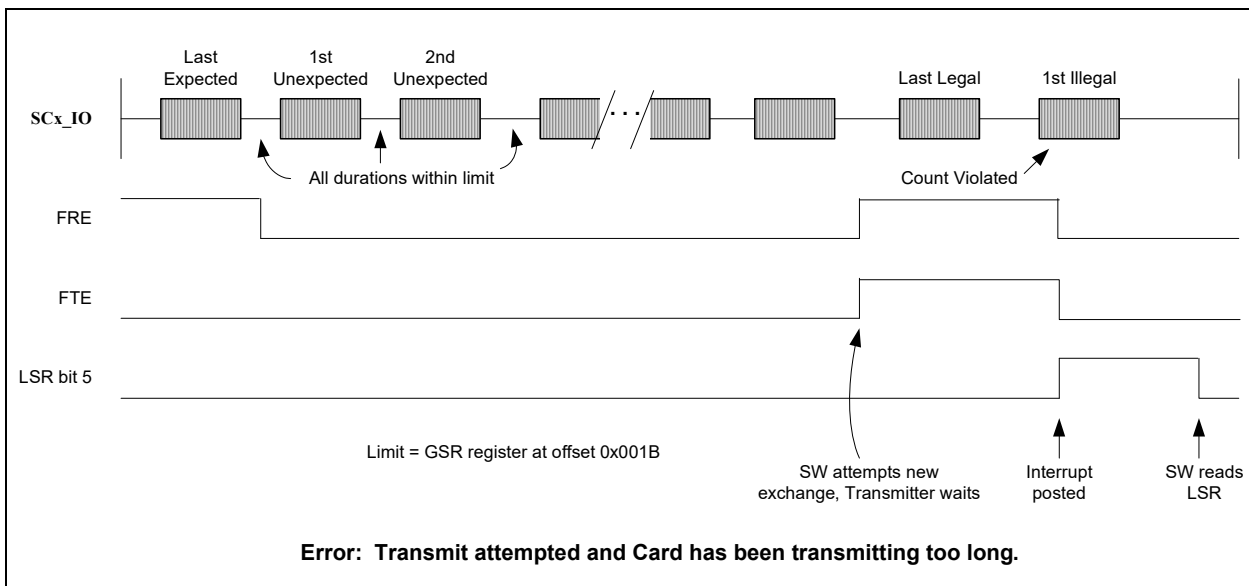 Last
Expected
1st
Unexpected
2nd
Unexpected
Last Legal
1st Illegal
SCx_IO
. . .
All durations within limit
Count Violated
FRE
FTE
LSR bit 5
Limit = GSR register at offset 0x001B
SW attempts new
exchange, Transmitter waits
Interrupt
posted
SW reads
LSR
Error: Transmit attempted and Card has been transmitting too long.